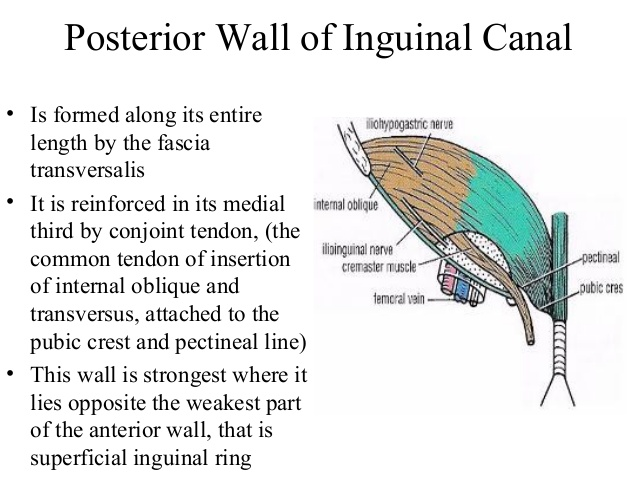 Posterior Wall of Inguinal Canal
• Is formed along its entire
length by the fascia
transversalis
• It is reinforced in its medial
third by conjoint tendon, (the
common tendon of insertion
of internal oblique and
transversus, attached to the
pubic crest and pectineal line)
• This wall is strongest where it
lies opposite the weakest part
of the anterior wall, that is
superficial inguinal ring
iliohypogastric nerve
internal oblique
ilioinguinal nerve
cremaster muscle
femoral vein
pectineal
pubic cres